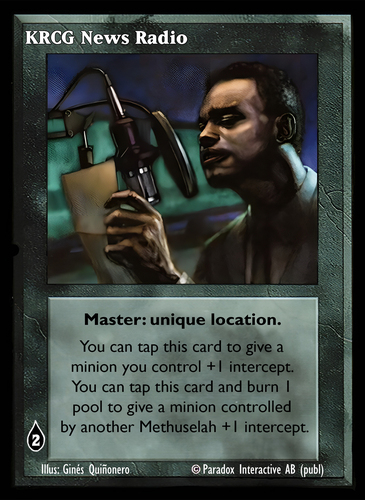 KRCG News Radio
Master: unique location.
You can tap this card to give a
minion you control +1 intercept.
You can tap this card and burn 1
pool to give a minion controlled
by another Methuselah +1 intercept.
2
Illus: Ginés Quiñonero
© Paradox Interactive AB (publ)